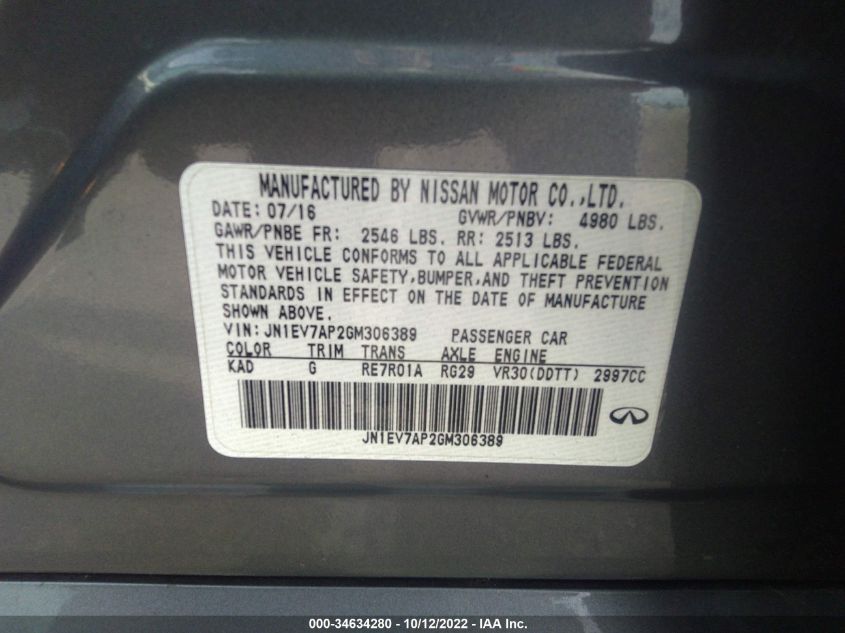 MANUFACTURED BY NISSAN MOTOR CO.,LTD.
DATE: 07/16 GVWR/PNBV: 4980 LBS.
GAWR/PNBE FR: 2546 LBS. RR: 2513 LBS.
THIS VEHICLE CONFORMS TO ALL APPLICABLE FEDERAL
MOTOR VEHICLE SAFETY,BUMPER,AND THEFT PREVENTION
STANDARDS IN EFFECT ON THE DATE OF MANUFACTURE
SHOWN ABOVE.
VIN: JN1EV7AP2GM306389 PASSENGER CAR
COLOR TRIM TRANS AXLE ENGINE
KAD G RE7R01A RG29 VR30(DDTT) 2997CC
JN1EV7AP2GM306389
000-34634280 - 10/12/2022 - IAA Inc.